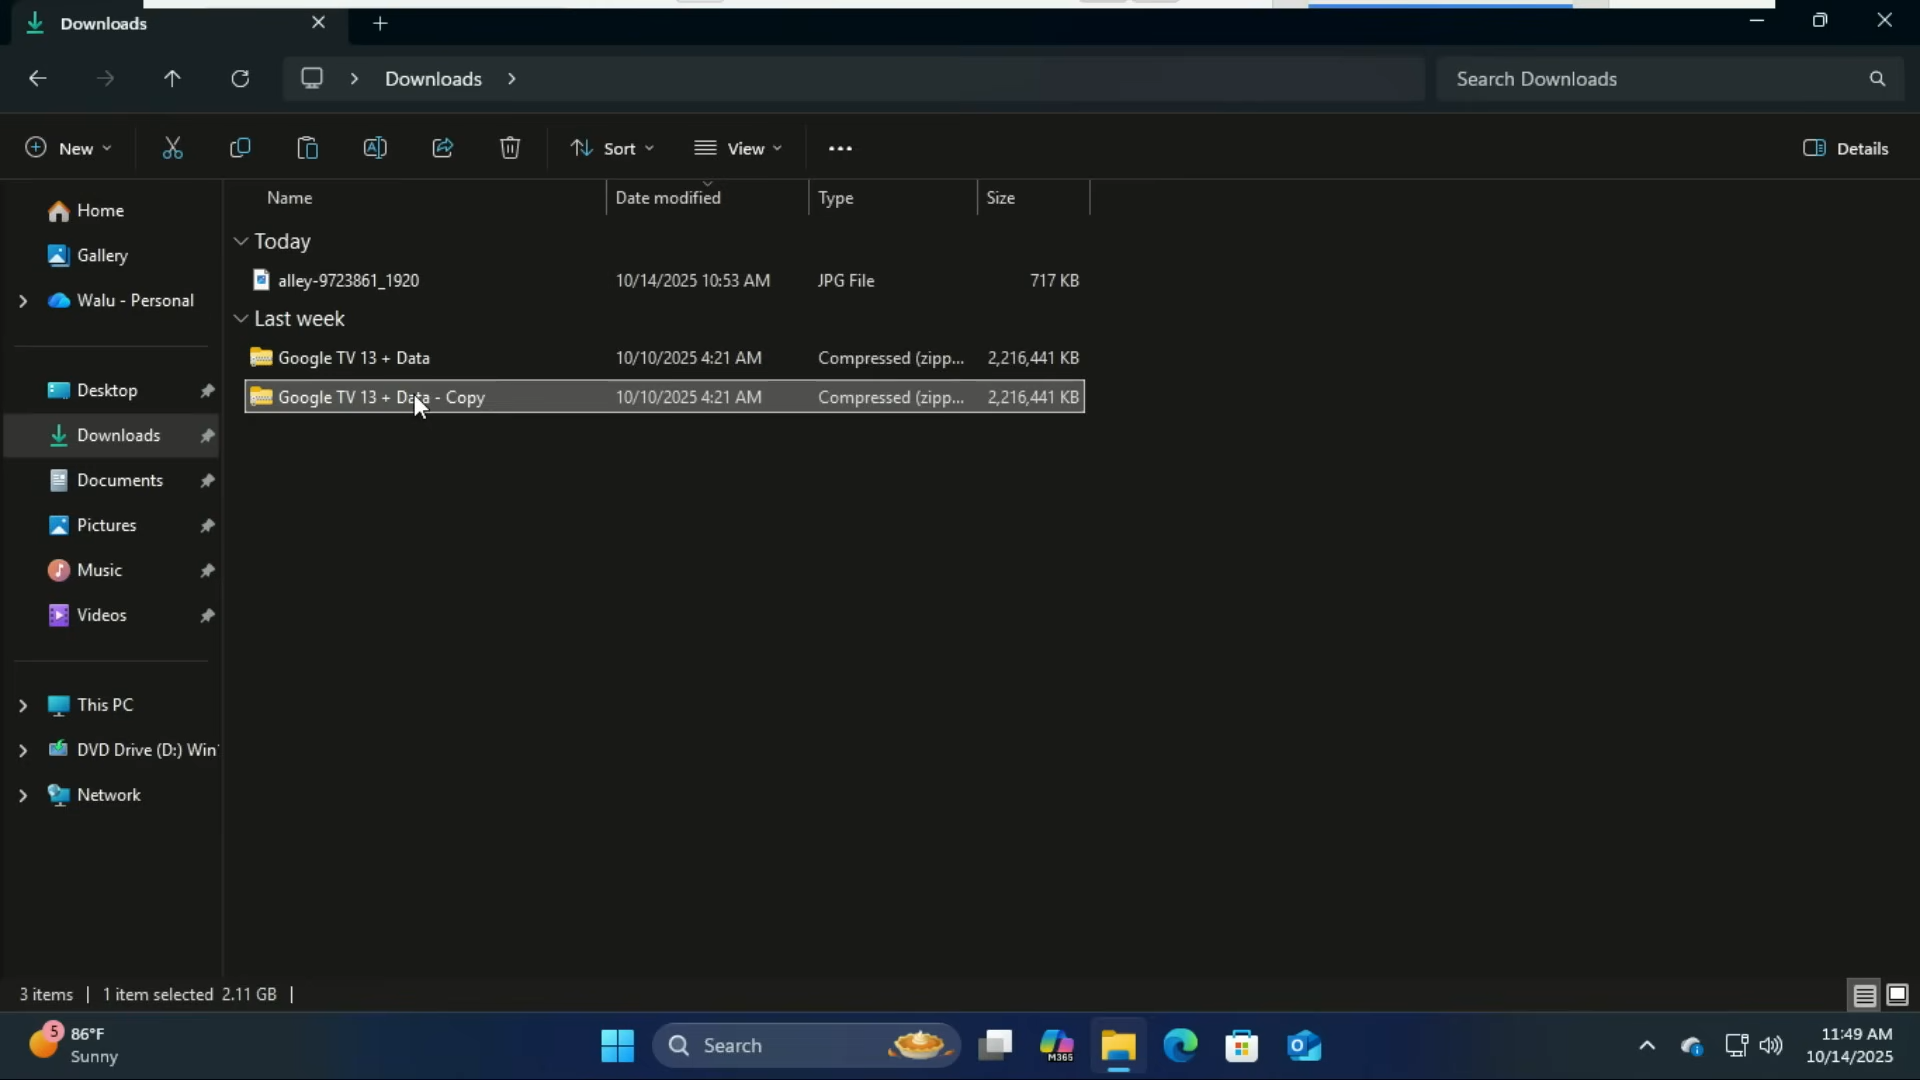 Downloads
Downloads
Search Downloads
New
Sort
View
Details
Name
Date modified
Type
Size
Today
alley-9723861_1920
10/14/2025 10:53 AM
JPG File
717 KB
Last week
Google TV 13 + Data
10/10/2025 4:21 AM
Compressed (zipp...
2,216,441 KB
Google TV 13 + Data - Copy
10/10/2025 4:21 AM
Compressed (zipp...
2,216,441 KB
Home
Gallery
Walu - Personal
Desktop
Downloads
Documents
Pictures
Music
Videos
This PC
DVD Drive (D:) Win
Network
3 items
1 item selected 2.11 GB
5
86°F
Sunny
Search
M365
11:49 AM
10/14/2025